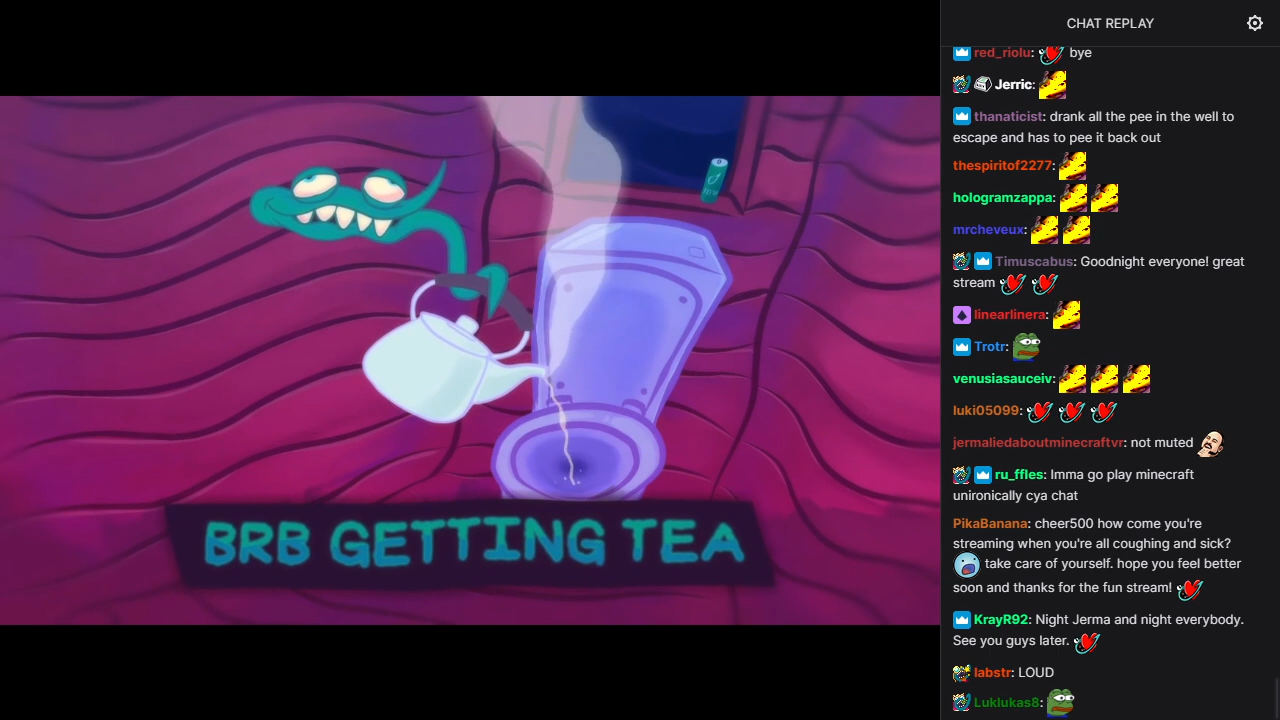 CHAT REPLAY
red_riolu: bye
Jerric:
thanaticist: drank all the pee in the well to
escape and has to pee it back out
thespiritof2277:
hologramzappa:
mrcheveux:
Timuscabus: Goodnight everyone! great
stream
linearlinera:
Trotr:
venusiasauceiv:
luki05099:
jermaliedaboutminecraftvr: not muted
ru_ffles: Imma go play minecraft
unironically cya chat
PikaBanana: cheer500 how come you're
streaming when you're all coughing and sick?
take care of yourself. hope you feel better
soon and thanks for the fun stream!
KrayR92: Night Jerma and night everybody.
See you guys later.
labstr: LOUD
Luklukas8:
BRB GETTING TEA